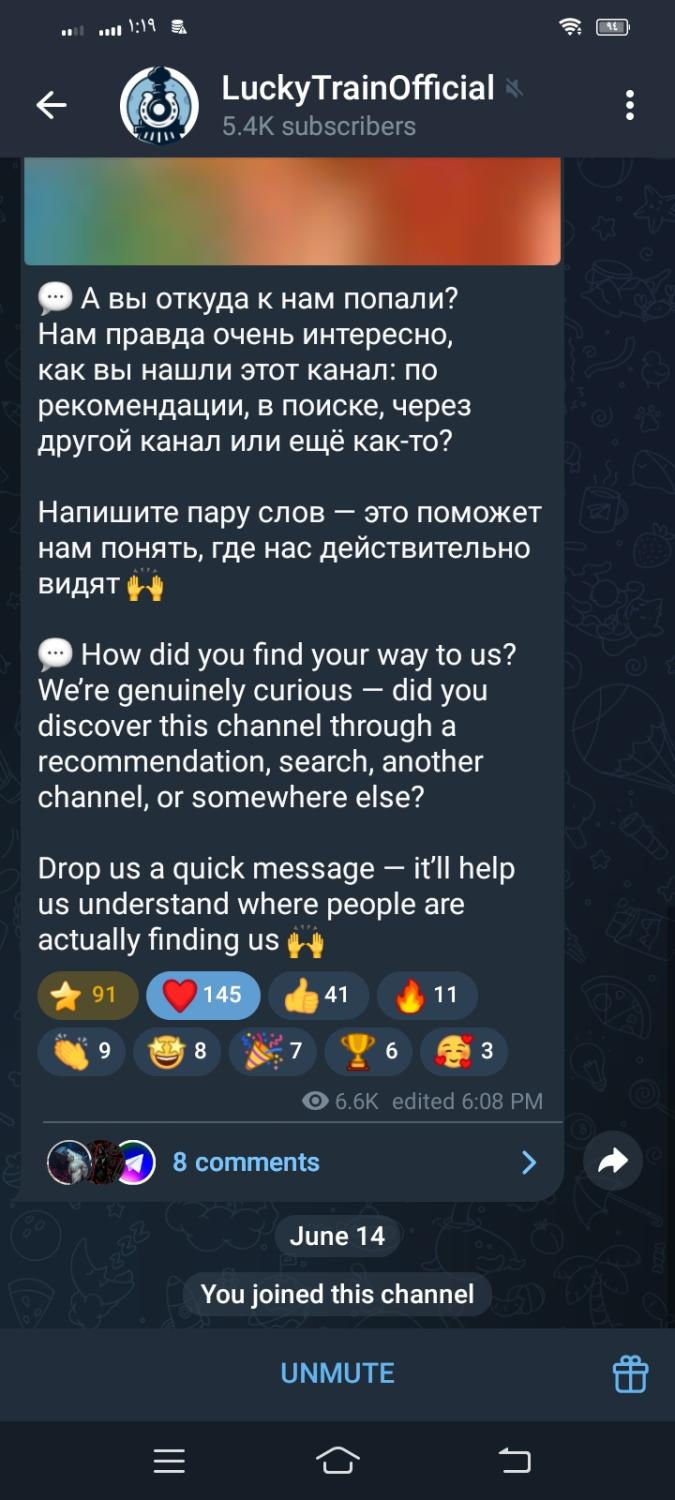 ١:١٩
٩٤
LuckyTrainOfficial
5.4K subscribers
💬 А вы откуда к нам попали?
Нам правда очень интересно,
как вы нашли этот канал: по
рекомендации, в поиске, через
другой канал или ещё как-то?
Напишите пару слов — это поможет
нам понять, где нас действительно
видят 🙌
💬 How did you find your way to us?
We’re genuinely curious — did you
discover this channel through a
recommendation, search, another
channel, or somewhere else?
Drop us a quick message — it’ll help
us understand where people are
actually finding us 🙌
⭐ 91 ❤️ 145 👍 41 🔥 11
👏 9 🤩 8 🎉 7 🏆 6 🥰 3
6.6K edited 6:08 PM
8 comments
June 14
You joined this channel
UNMUTE